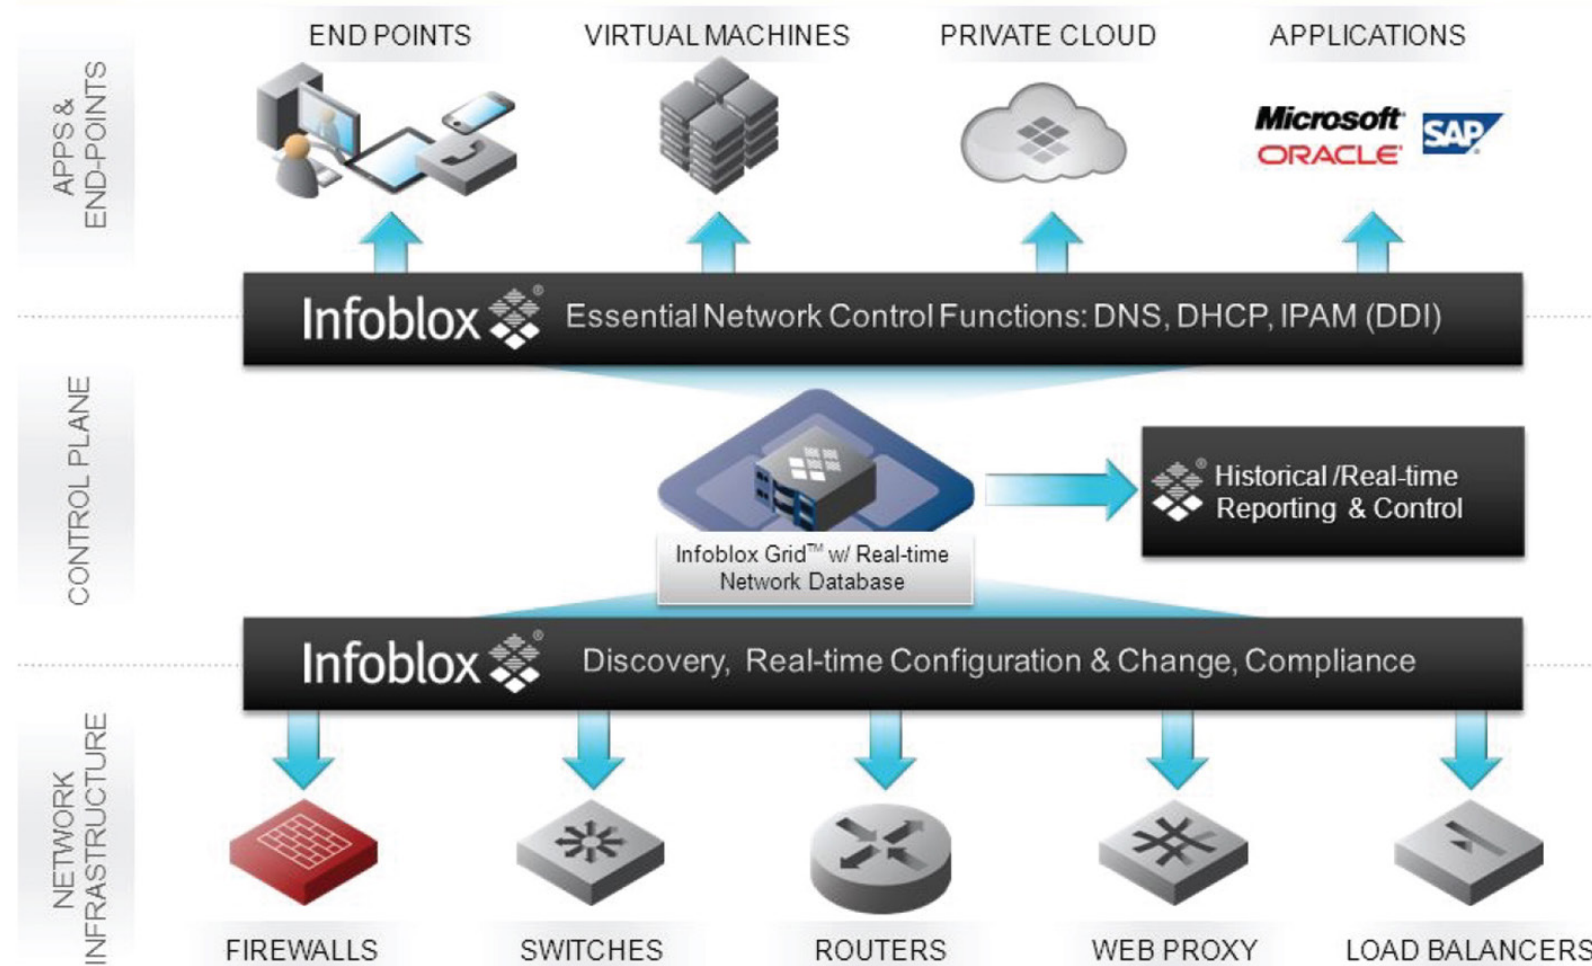 END POINTS
VIRTUAL MACHINES
PRIVATE CLOUD
APPLICATIONS
APPS &
END-POINTS
Microsoft
ORACLE
SAP
Infoblox® Essential Network Control Functions: DNS, DHCP, IPAM (DDI)
CONTROL PLANE
Infoblox Grid™ w/ Real-time
Network Database
® Historical /Real-time
Reporting & Control
Infoblox® Discovery, Real-time Configuration & Change, Compliance
NETWORK
INFRASTRUCTURE
FIREWALLS
SWITCHES
ROUTERS
WEB PROXY
LOAD BALANCERS